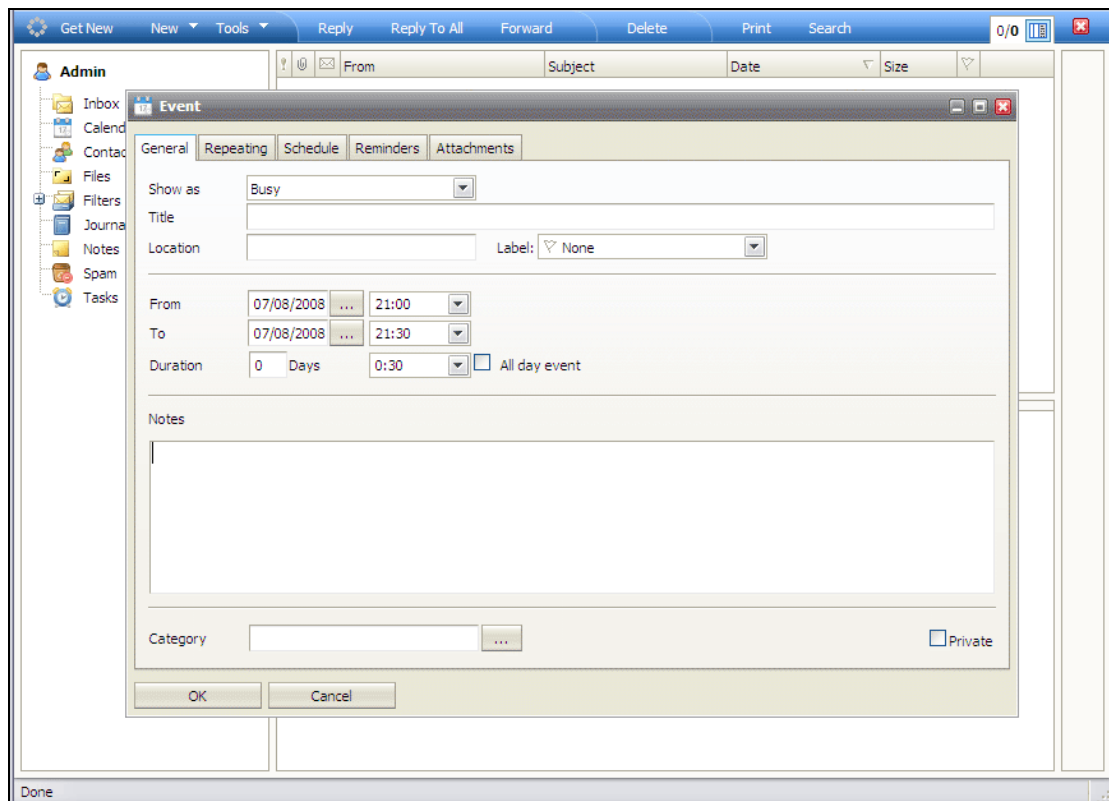 Get New New Tools Reply Reply To All Forward Delete Print Search 0/0
Admin
From Subject Date Size
Inbox
Calend
Contac
Files
Filters
Journa
Notes
Spam
Tasks
Event
General Repeating Schedule Reminders Attachments
Show as Busy
Title
Location Label: None
From 07/08/2008 ... 21:00
To 07/08/2008 ... 21:30
Duration 0 Days 0:30 All day event
Notes
Category ... Private
OK Cancel
Done